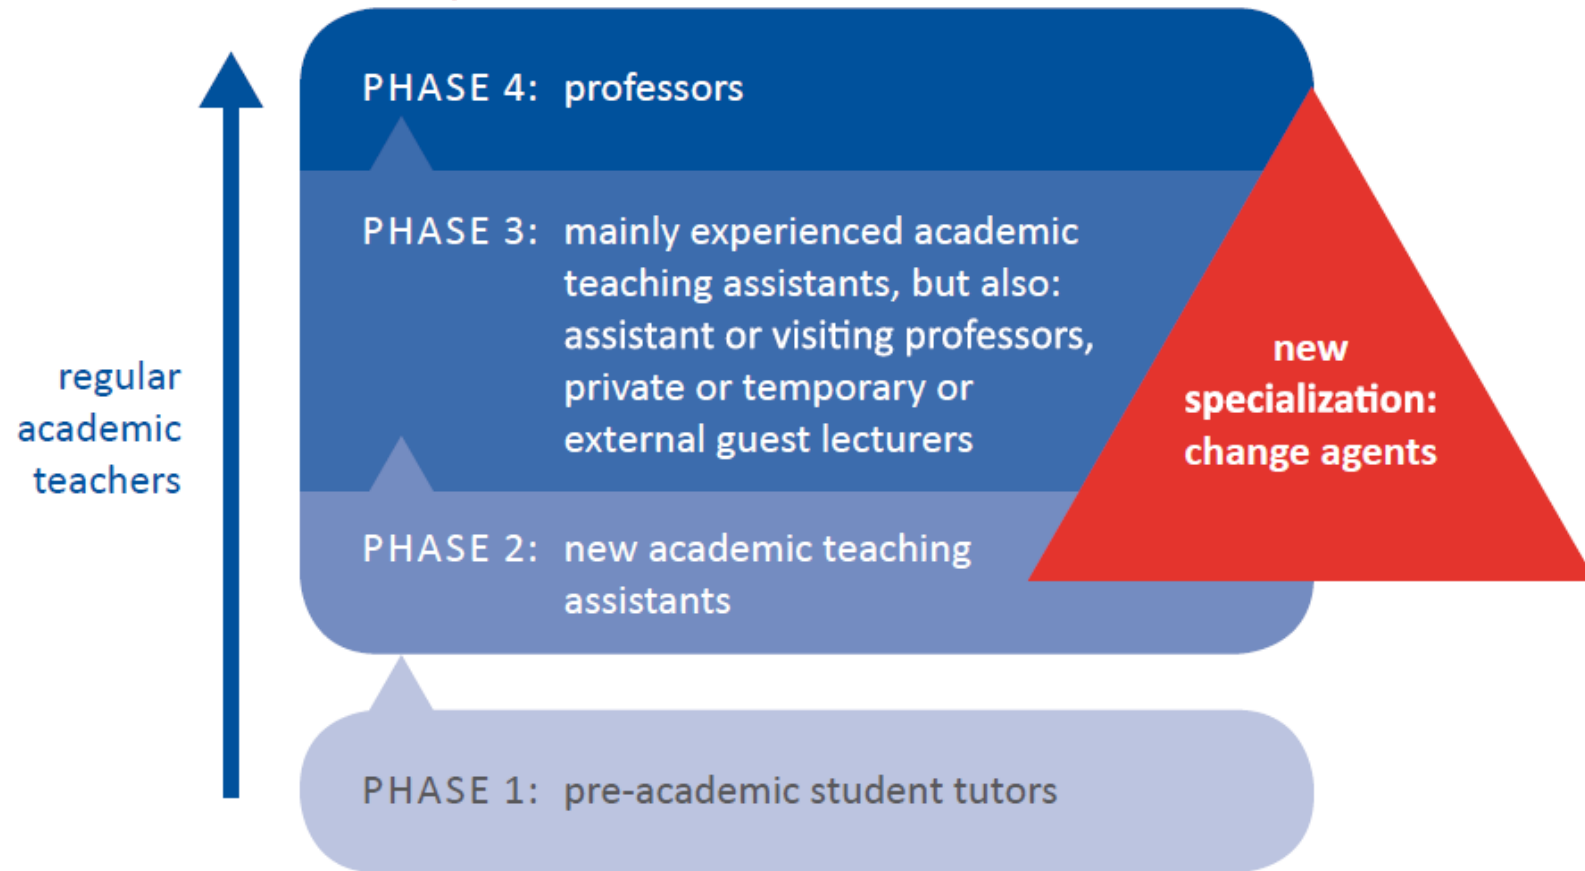 PHASE 4: professors
PHASE 3: mainly experienced academic
teaching assistants, but also:
assistant or visiting professors,
private or temporary or
external guest lecturers
regular
academic
teachers
new
specialization:
change agents
PHASE 2: new academic teaching
assistants
PHASE 1: pre-academic student tutors